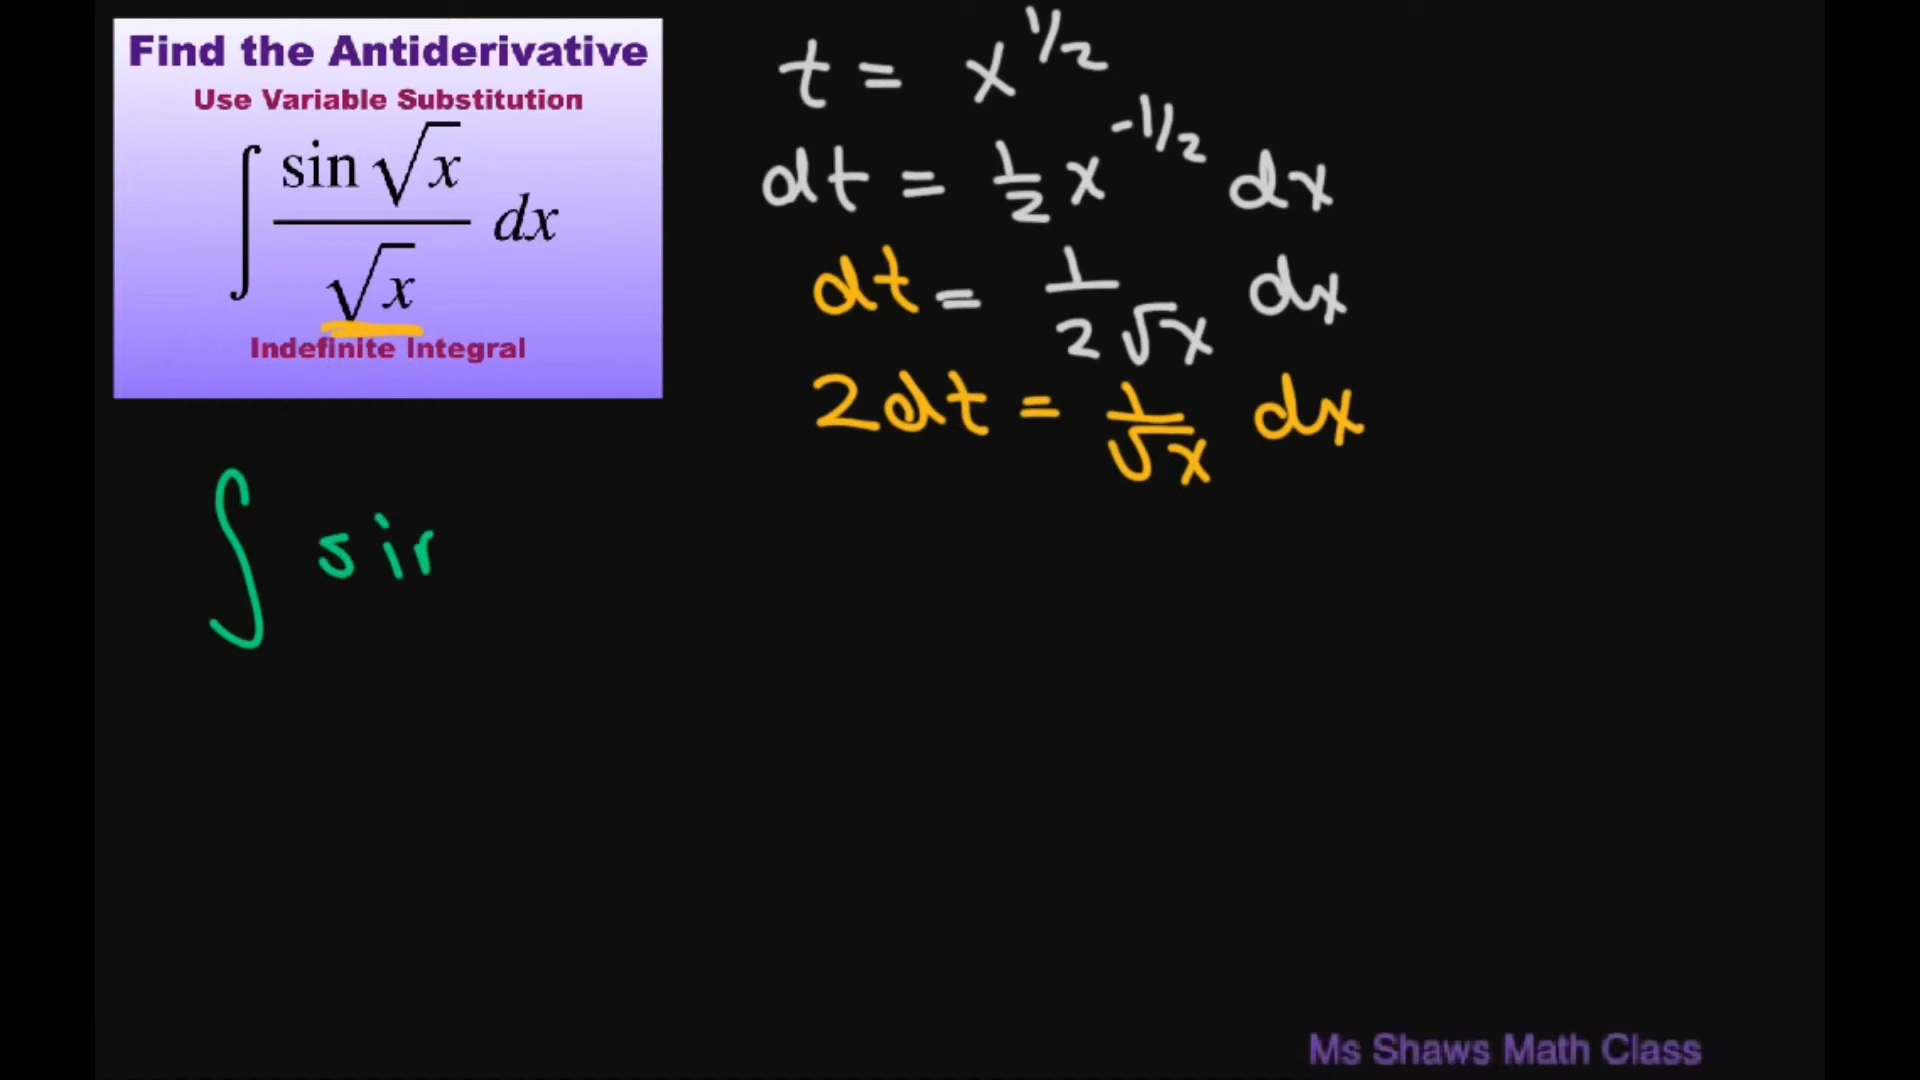 Find the Antiderivative
Use Variable Substitution
∫ sin √x / √x dx
Indefinite Integral
t = x^1/2
dt = 1/2 x^-1/2 dx
dt = 1/2√x dx
2dt = 1/√x dx
∫ sir
Ms Shaws Math Class